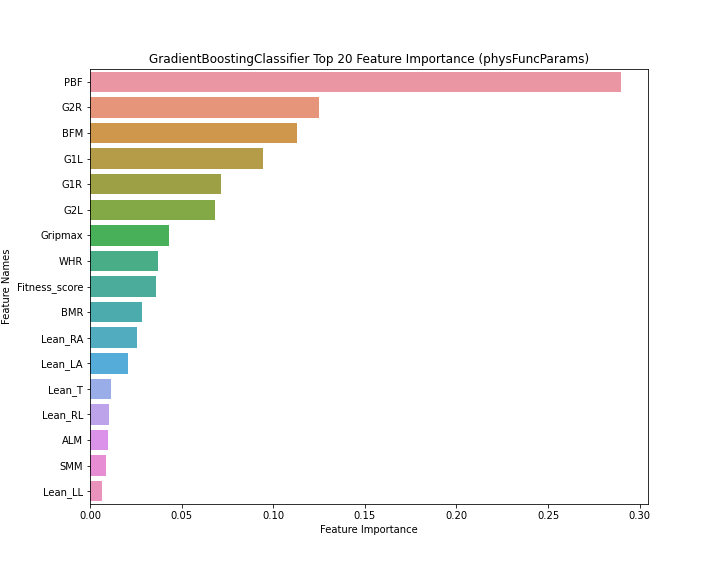 GradientBoostingClassifier Top 20 Feature Importance (physFuncParams)
Feature Names
PBF
G2R
BFM
G1L
G1R
G2L
Gripmax
WHR
Fitness_score
BMR
Lean_RA
Lean_LA
Lean_T
Lean_RL
ALM
SMM
Lean_LL
0.00 0.05 0.10 0.15 0.20 0.25 0.30
Feature Importance